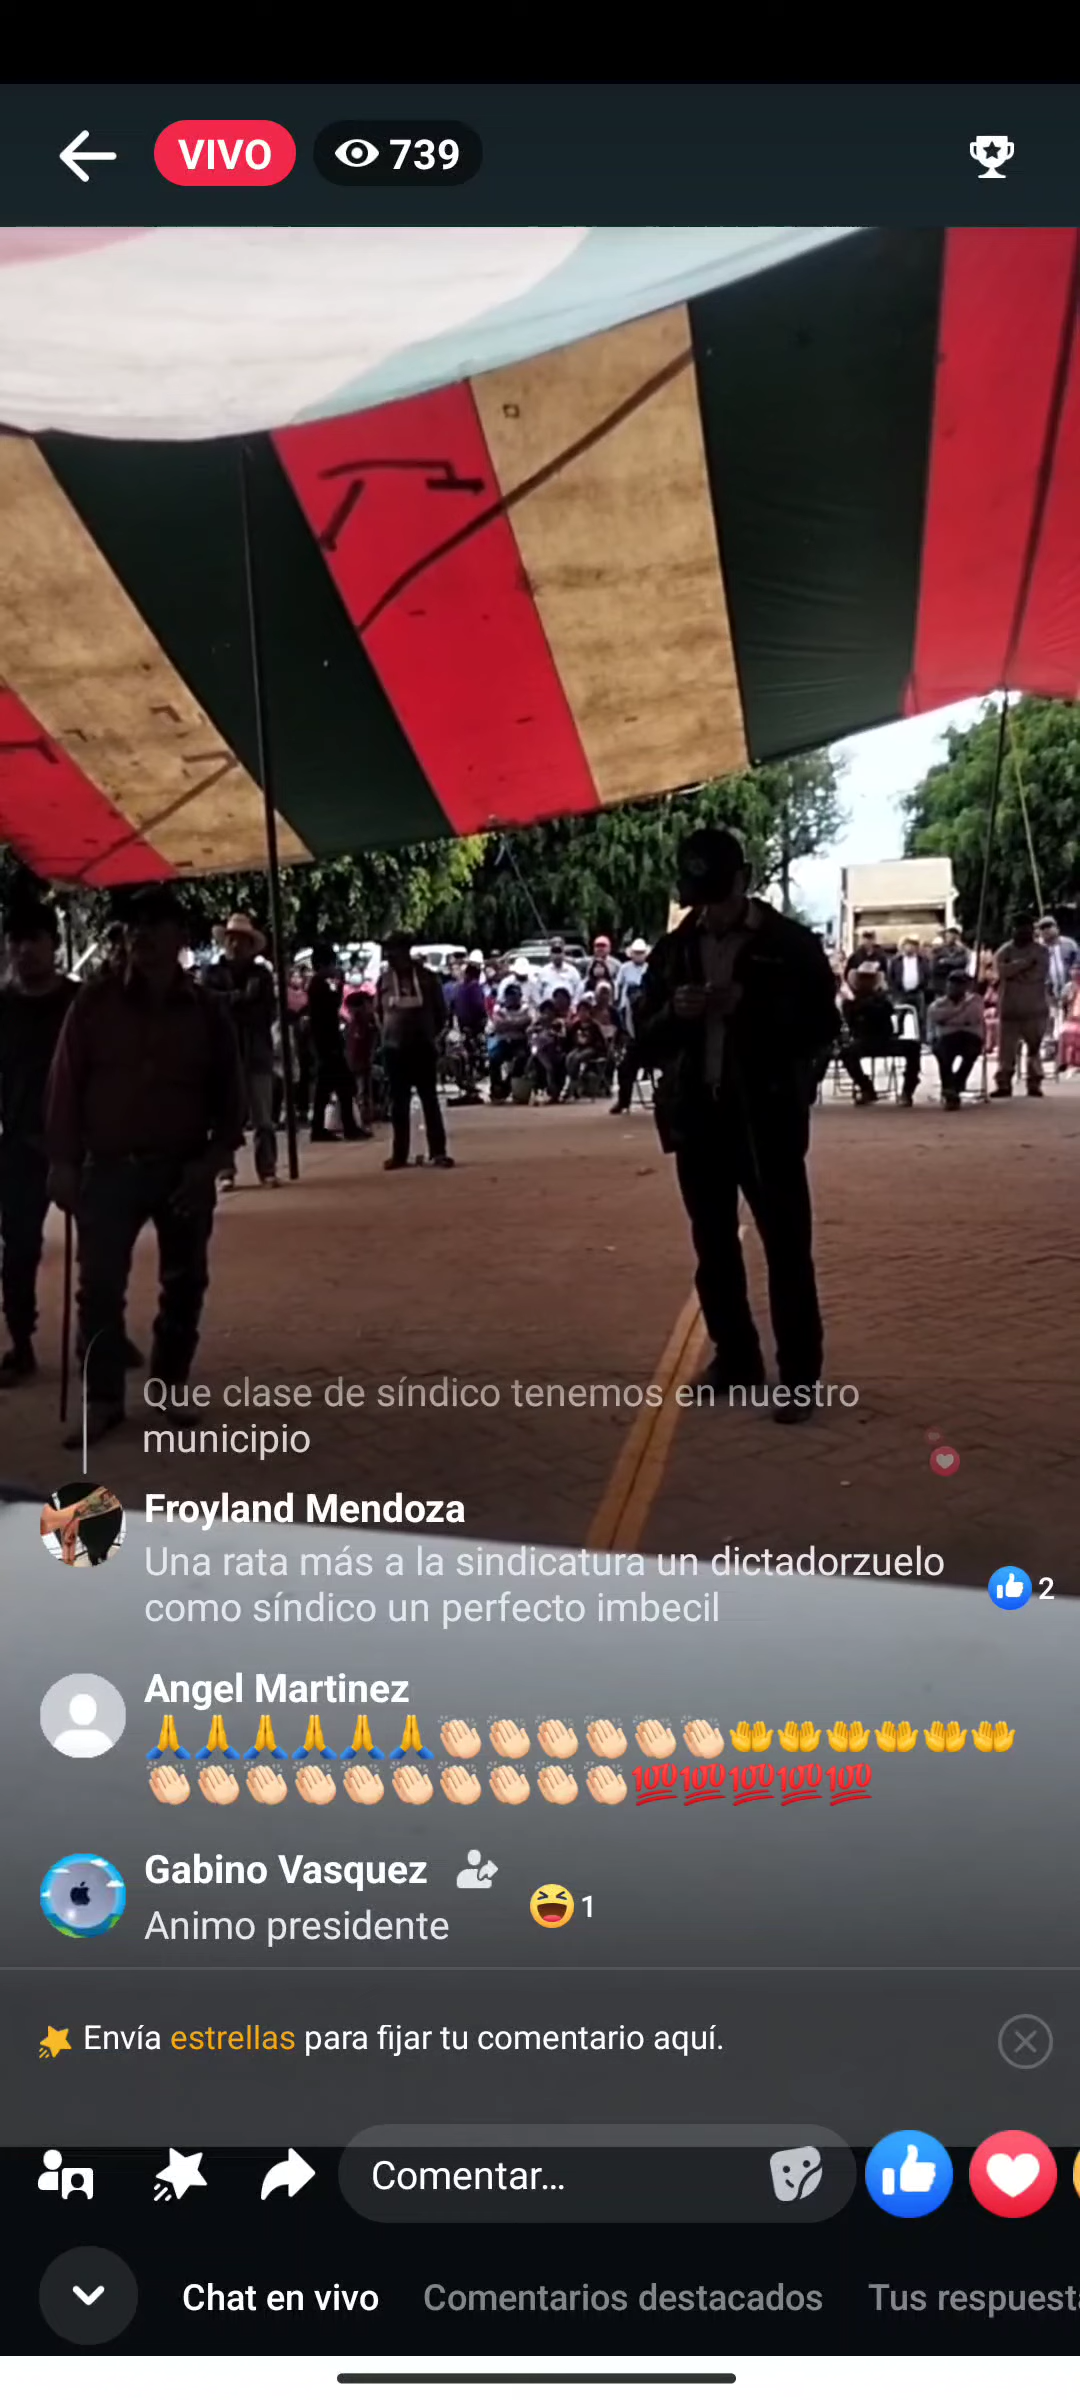 VIVO 739
Que clase de síndico tenemos en nuestro
municipio
Froyland Mendoza
Una rata más a la sindicatura un dictadorzuelo
como síndico un perfecto imbecil
2
Angel Martinez
🙏🙏🙏🙏🙏🙏👏🏻👏🏻👏🏻👏🏻👏🏻👏🏻🤲🤲🤲🤲🤲🤲
👏🏻👏🏻👏🏻👏🏻👏🏻👏🏻👏🏻👏🏻👏🏻👏🏻💯💯💯💯💯
Gabino Vasquez
Animo presidente
1
Envía estrellas para fijar tu comentario aquí.
Comentar...
Chat en vivo Comentarios destacados Tus respuest